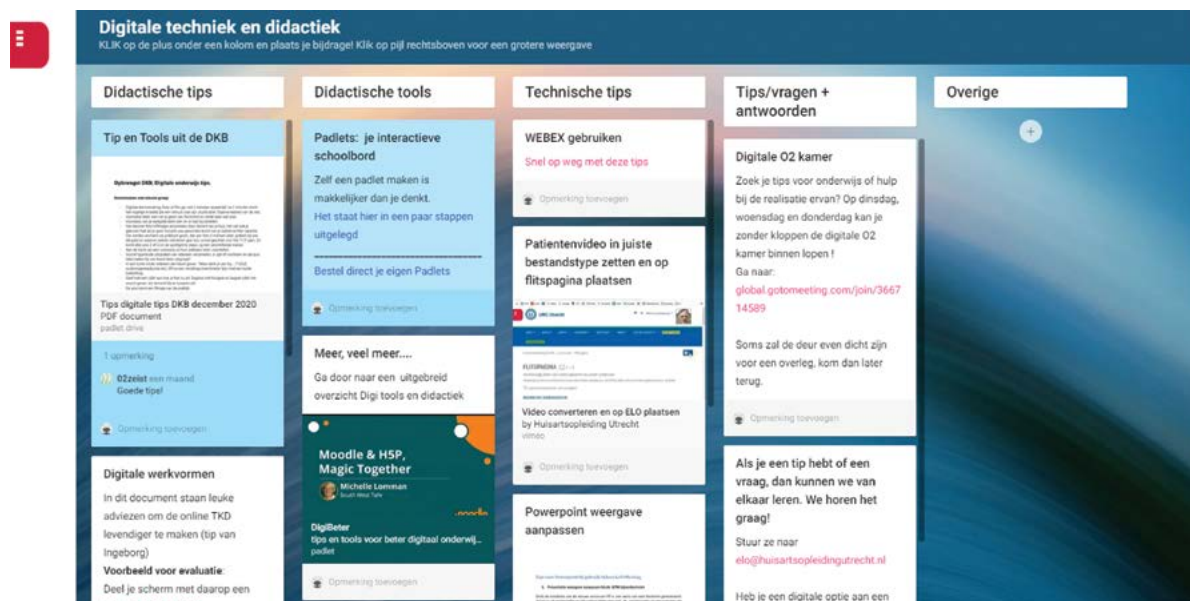 Digitale techniek en didactiek
KLIK op de plus onder een kolom en plaats je bijdrage! Klik op pijl rechtsboven voor een grotere weergave
Didactische tips
Tip en Tools uit de DKB
Tips digitale tips DKB december 2020
PDF document
padlet drive
1 opmerking
02zeist een maand
Goede tips!
Opmerking toevoegen
Digitale werkvormen
In dit document staan leuke
adviezen om de online TKD
levendiger te maken (tip van
Ingeborg)
Voorbeeld voor evaluatie:
Deel je scherm met daarop een
Didactische tools
Padlets: je interactieve
schoolbord
Zelf een padlet maken is
makkelijker dan je denkt.
Het staat hier in een paar stappen
uitgelegd
Bestel direct je eigen Padlets
Opmerking toevoegen
Meer, veel meer....
Ga door naar een uitgebreid
overzicht Digi tools en didactiek
Moodle & H5P,
Magic Together
Michelle Lomman
South West Tafe
moodle
DigiBeter
tips en tools voor beter digitaal onderwij...
padlet
Opmerking toevoegen
Technische tips
WEBEX gebruiken
Snel op weg met deze tips
Opmerking toevoegen
Patientenvideo in juiste
bestandstype zetten en op
flitspagina plaatsen
UMC Utrecht
Video converteren en op ELO plaatsen
by Huisartsopleiding Utrecht
vimeo
Opmerking toevoegen
Powerpoint weergave
aanpassen
Tips/vragen +
antwoorden
Digitale O2 kamer
Zoek je tips voor onderwijs of hulp
bij de realisatie ervan? Op dinsdag,
woensdag en donderdag kan je
zonder kloppen de digitale O2
kamer binnen lopen !
Ga naar:
global.gotomeeting.com/join/3667
14589
Soms zal de deur even dicht zijn
voor een overleg, kom dan later
terug.
Opmerking toevoegen
Als je een tip hebt of een
vraag, dan kunnen we van
elkaar leren. We horen het
graag!
Stuur ze naar
elo@huisartsopleidingutrecht.nl
Heb je een digitale optie aan een
Overige